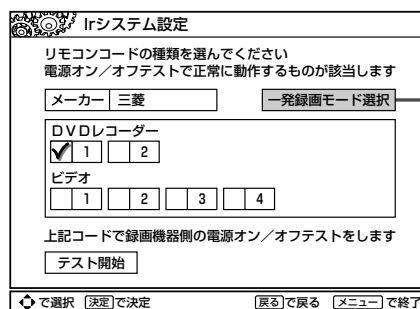 Irシステム設定
リモコンコードの種類を選んでください
電源オン／オフテストで正常に動作するものが該当します
メーカー 三菱 一発録画モード選択
DVDレコーダー
1 2
ビデオ
1 2 3 4
上記コードで録画機器側の電源オン／オフテストをします
テスト開始
で選択 決定で決定 戻るで戻る メニューで終了